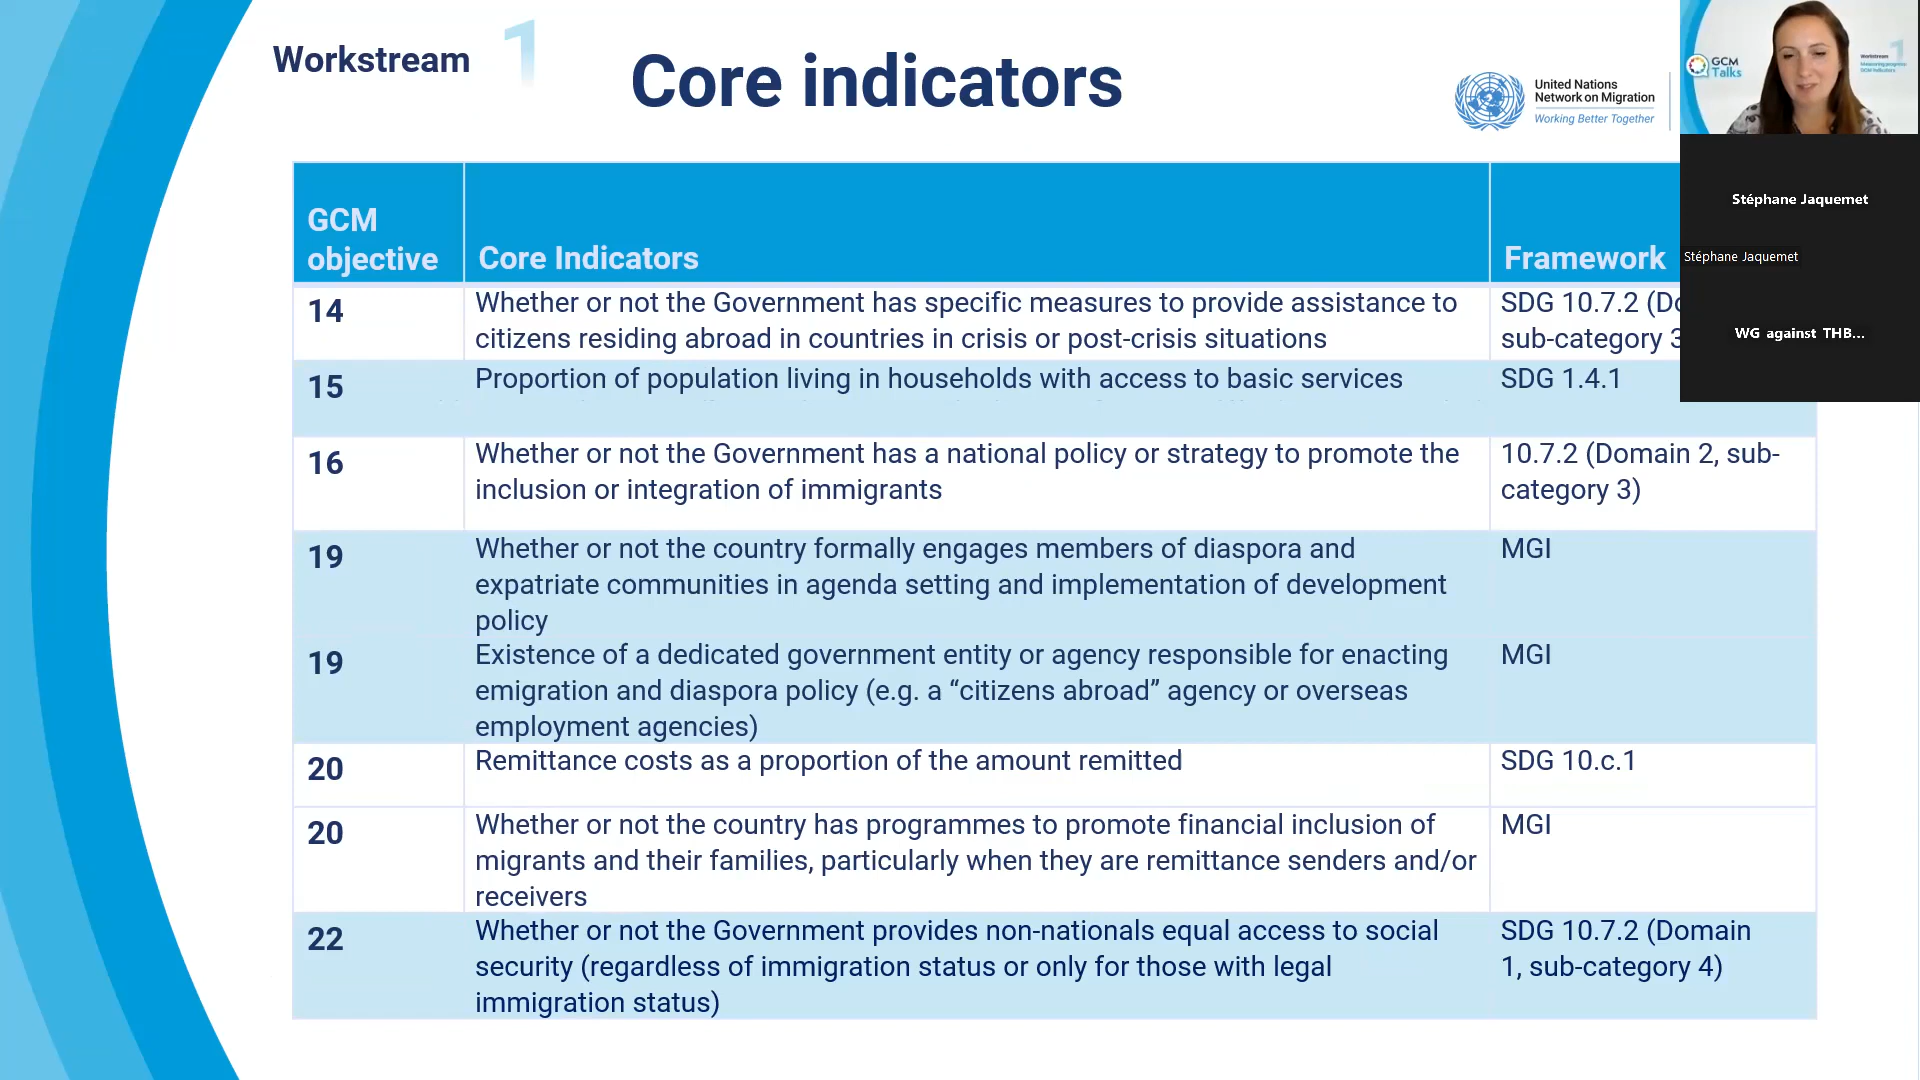 Workstream 1
Core indicators
United Nations
Network on Migration
Working Better Together
GCM
Talks
Workstream 1
Measuring progress
GCM Indicators
Stéphane Jaquemet
Stéphane Jaquemet
WG against THB...
GCM
objective
Core Indicators
Framework
14
Whether or not the Government has specific measures to provide assistance to
citizens residing abroad in countries in crisis or post-crisis situations
SDG 10.7.2
sub-category
15
Proportion of population living in households with access to basic services
SDG 1.4.1
16
Whether or not the Government has a national policy or strategy to promote the
inclusion or integration of immigrants
10.7.2 (Domain 2, sub-
category 3)
19
Whether or not the country formally engages members of diaspora and
expatriate communities in agenda setting and implementation of development
policy
MGI
19
Existence of a dedicated government entity or agency responsible for enacting
emigration and diaspora policy (e.g. a “citizens abroad” agency or overseas
employment agencies)
MGI
20
Remittance costs as a proportion of the amount remitted
SDG 10.c.1
20
Whether or not the country has programmes to promote financial inclusion of
migrants and their families, particularly when they are remittance senders and/or
receivers
MGI
22
Whether or not the Government provides non-nationals equal access to social
security (regardless of immigration status or only for those with legal
immigration status)
SDG 10.7.2 (Domain
1, sub-category 4)